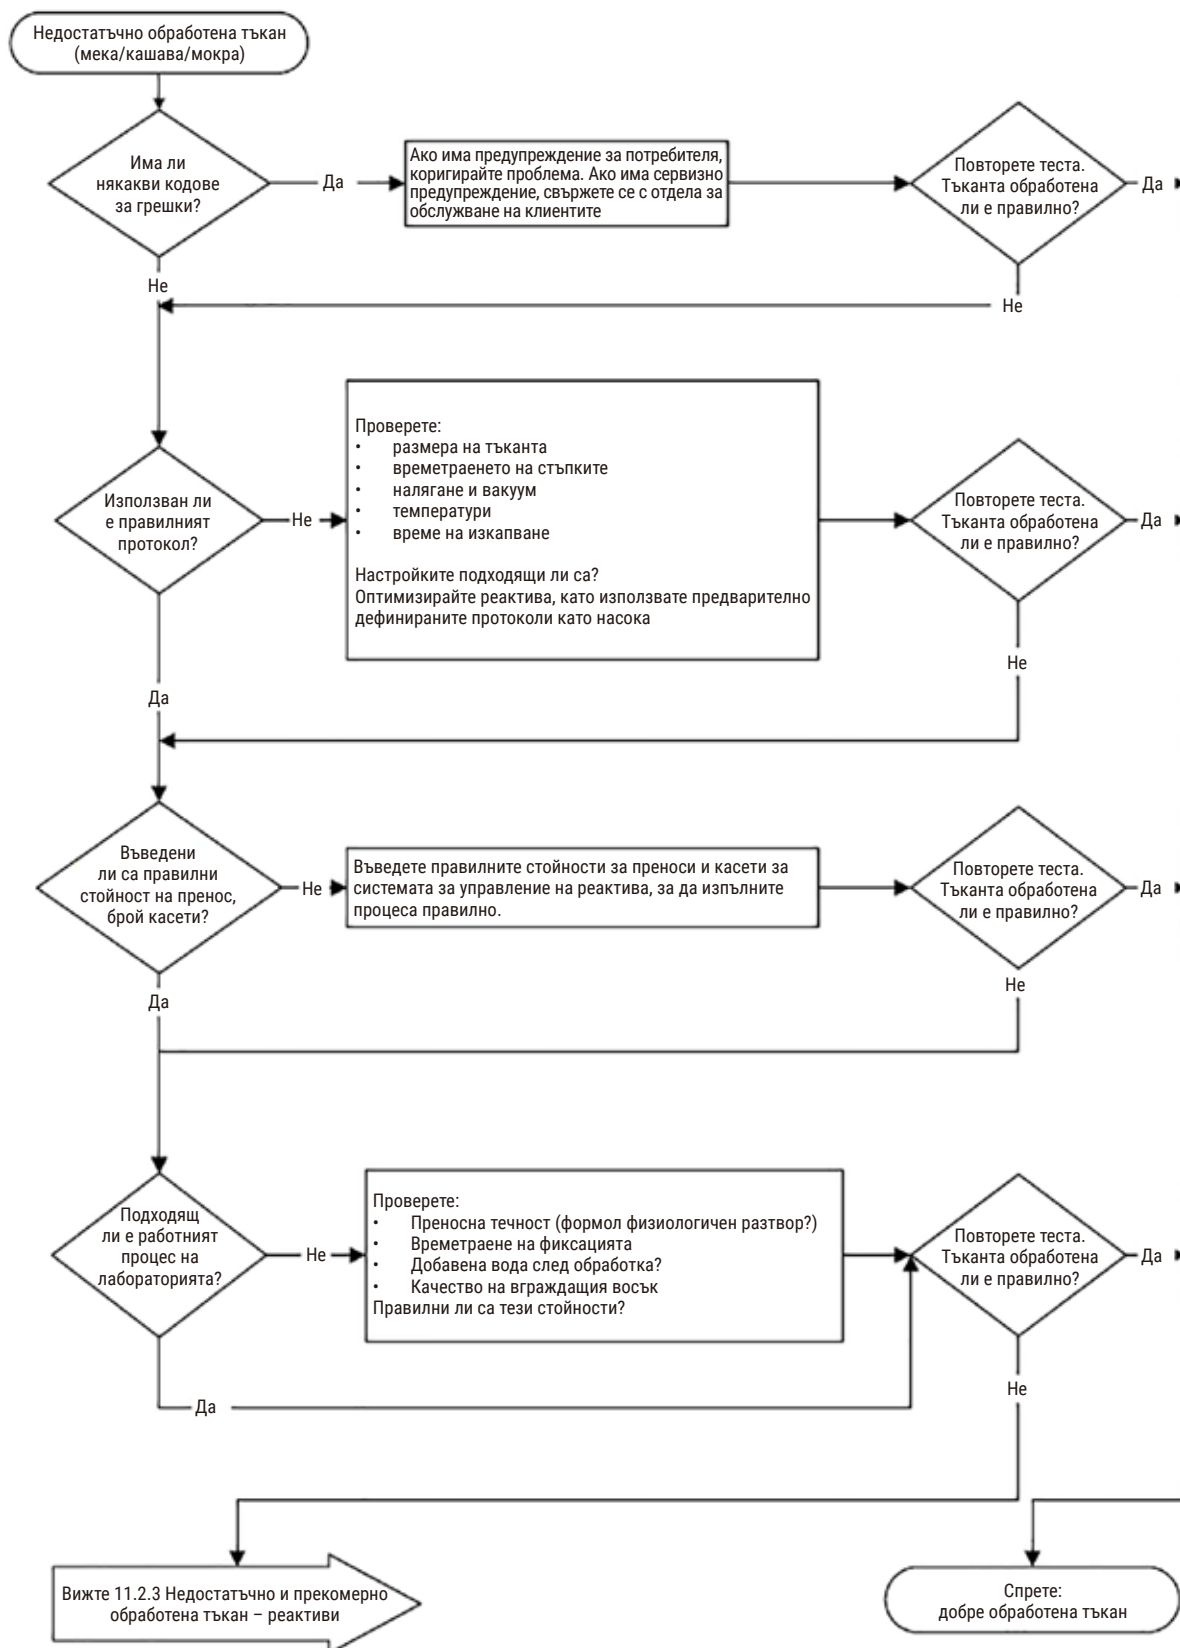 Недостатъчно обработена тъкан
(мека/кашава/мокра)
Има ли
някакви кодове
за грешки?
Да
Ако има предупреждение за потребителя,
коригирайте проблема. Ако има сервизно
предупреждение, свържете се с отдела за
обслужване на клиентите
Повторете теста.
Тъканта обработена
ли е правилно?
Да
Не
Не
Използван ли
е правилният
протокол?
Не
Проверете:
• размера на тъканта
• времетраенето на стъпките
• налягане и вакуум
• температури
• време на изкапване
Настройките подходящи ли са?
Оптимизирайте реактива, като използвате предварително
дефинираните протоколи като насока
Повторете теста.
Тъканта обработена
ли е правилно?
Да
Не
Да
Въведени
ли са правилни
стойност на пренос,
брой касети?
Не
Въведете правилните стойности за преноси и касети за
системата за управление на реактива, за да изпълните
процеса правилно.
Повторете теста.
Тъканта обработена
ли е правилно?
Да
Не
Да
Подходящ
ли е работният
процес на
лабораторията?
Не
Проверете:
• Преносна течност (формол физиологичен разтвор?)
• Времетраене на фиксацията
• Добавена вода след обработка?
• Качество на вграждащия восък
Правилни ли са тези стойности?
Повторете теста.
Тъканта обработена
ли е правилно?
Да
Не
Да
Вижте 11.2.3 Недостатъчно и прекомерно
обработена тъкан – реактиви
Спрете:
добре обработена тъкан